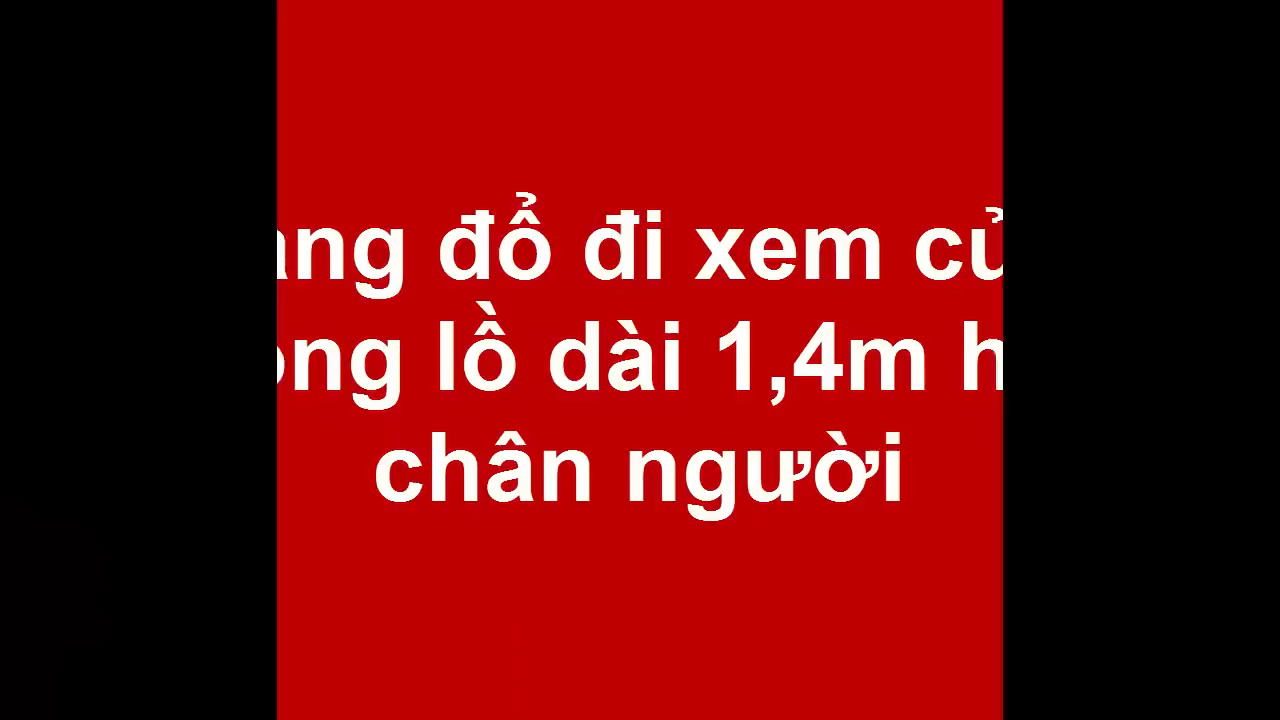 đổ đi xem
lồ dài 1,4m
chân người